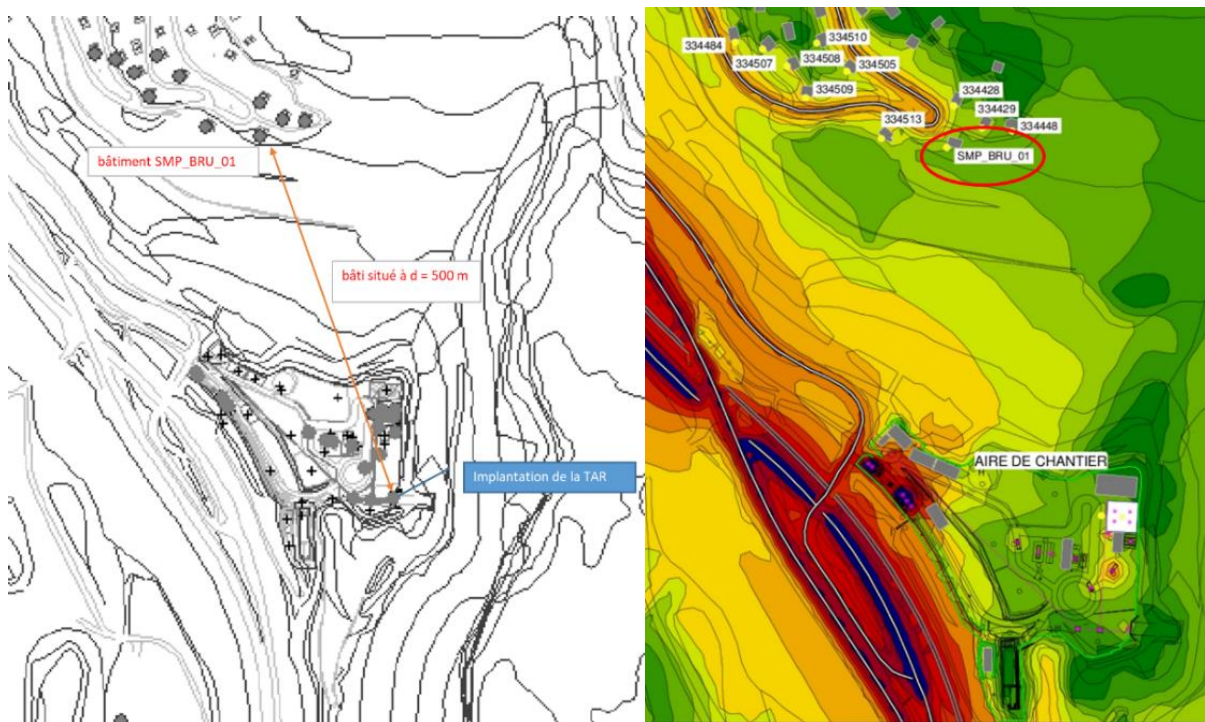 bâtiment SMP_BRU_01
bâti situé à d = 500 m
Implantation de la TAR
334484
334507
334510
334508
334505
334509
334513
334428
334429
334448
SMP_BRU_01
AIRE DE CHANTIER